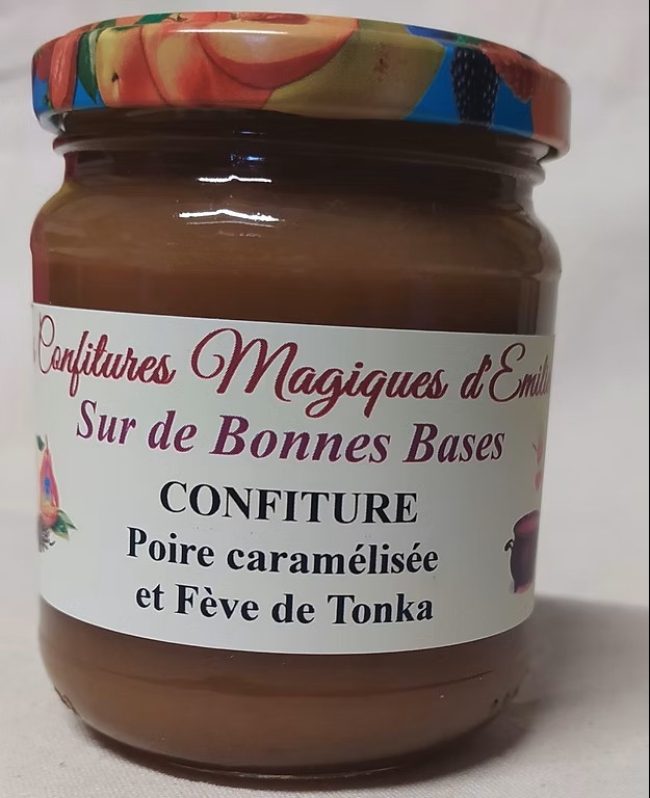 Confitures Magiques d'Emili
Sur de Bonnes Bases
CONFITURE
Poire caramélisée
et Fève de Tonka